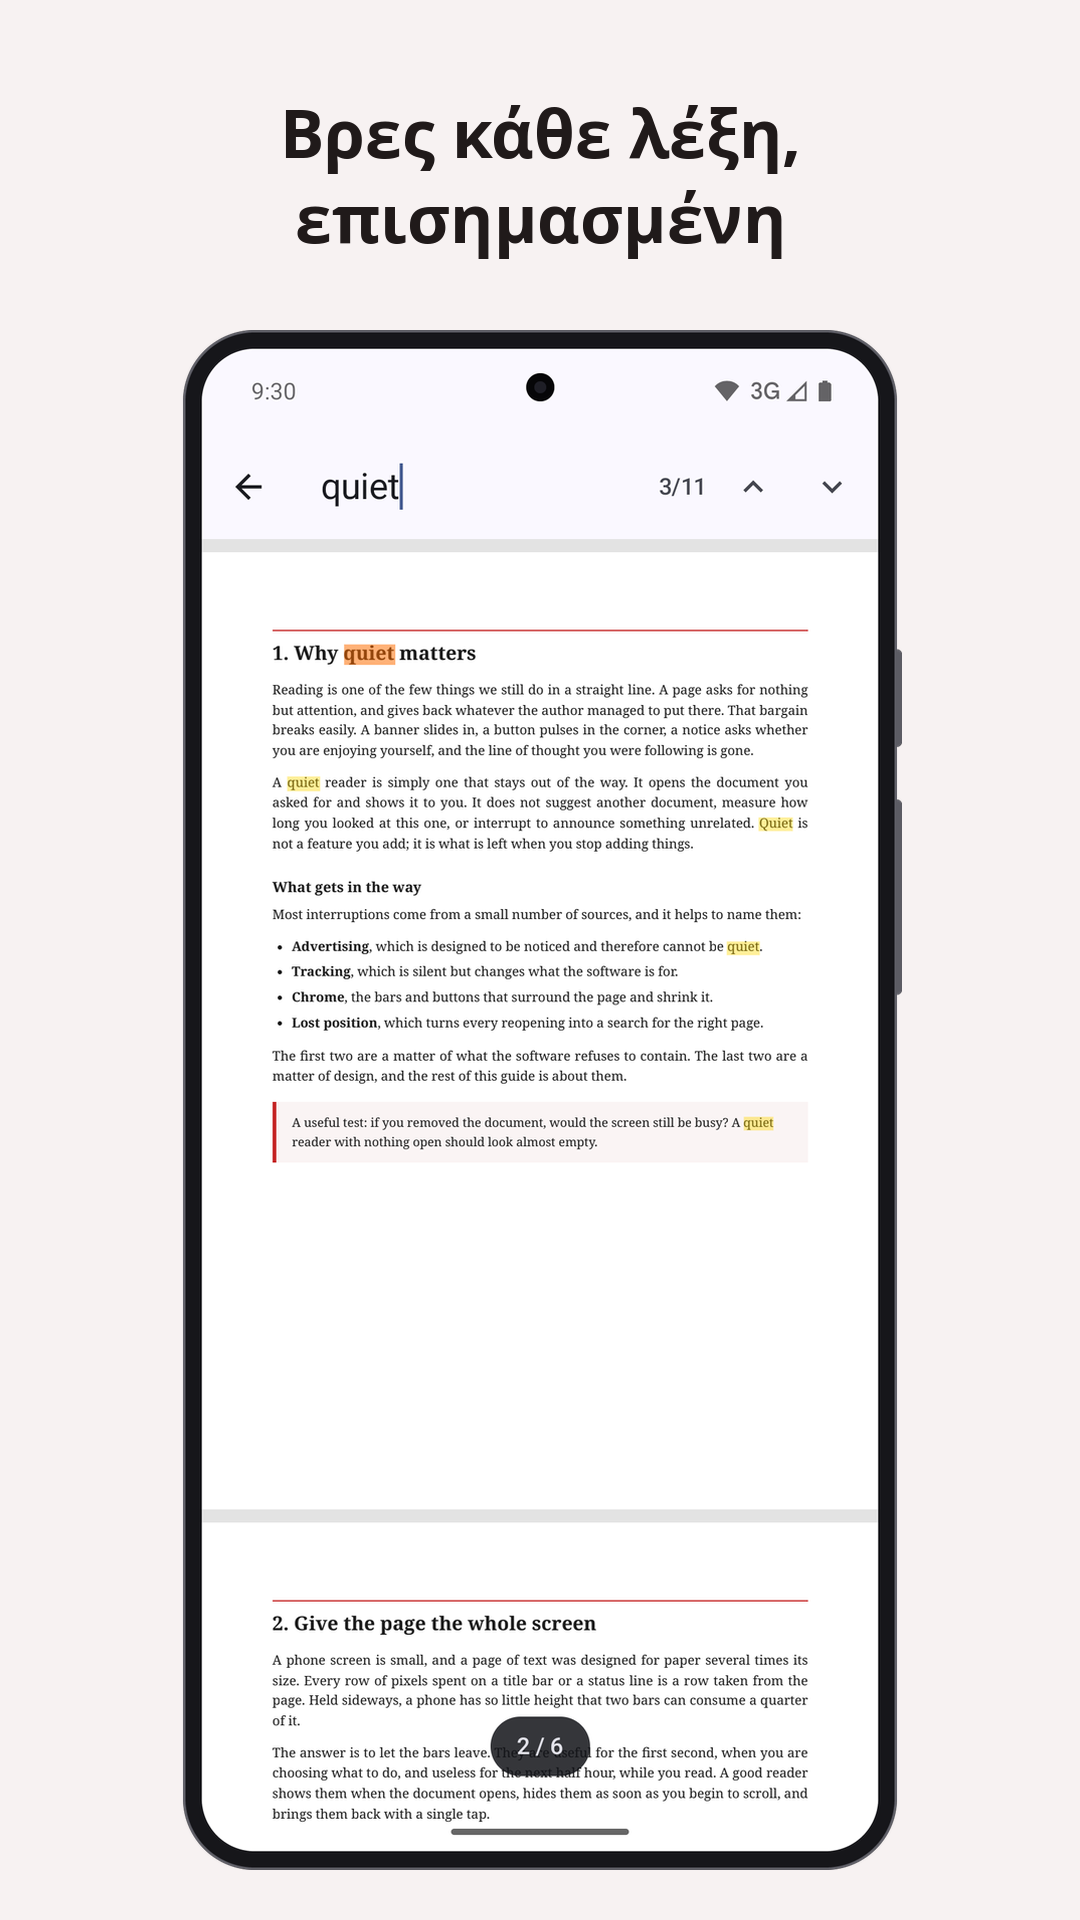 Βρες κάθε λέξη,
επισημασμένη
9:30
3G
quiet
3/11
1. Why quiet matters
Reading is one of the few things we still do in a straight line. A page asks for nothing
but attention, and gives back whatever the author managed to put there. That bargain
breaks easily. A banner slides in, a button pulses in the corner, a notice asks whether
you are enjoying yourself, and the line of thought you were following is gone.
A quiet reader is simply one that stays out of the way. It opens the document you
asked for and shows it to you. It does not suggest another document, measure how
long you looked at this one, or interrupt to announce something unrelated. Quiet is
not a feature you add; it is what is left when you stop adding things.
What gets in the way
Most interruptions come from a small number of sources, and it helps to name them:
• Advertising, which is designed to be noticed and therefore cannot be quiet.
• Tracking, which is silent but changes what the software is for.
• Chrome, the bars and buttons that surround the page and shrink it.
• Lost position, which turns every reopening into a search for the right page.
The first two are a matter of what the software refuses to contain. The last two are a
matter of design, and the rest of this guide is about them.
A useful test: if you removed the document, would the screen still be busy? A quiet
reader with nothing open should look almost empty.
2. Give the page the whole screen
A phone screen is small, and a page of text was designed for paper several times its
size. Every row of pixels spent on a title bar or a status line is a row taken from the
page. Held sideways, a phone has so little height that two bars can consume a quarter
of it.
The answer is to let the bars leave. They are useful for the first second, when you are
choosing what to do, and useless for the next half hour, while you read. A good reader
shows them when the document opens, hides them as soon as you begin to scroll, and
brings them back with a single tap.
2 / 6